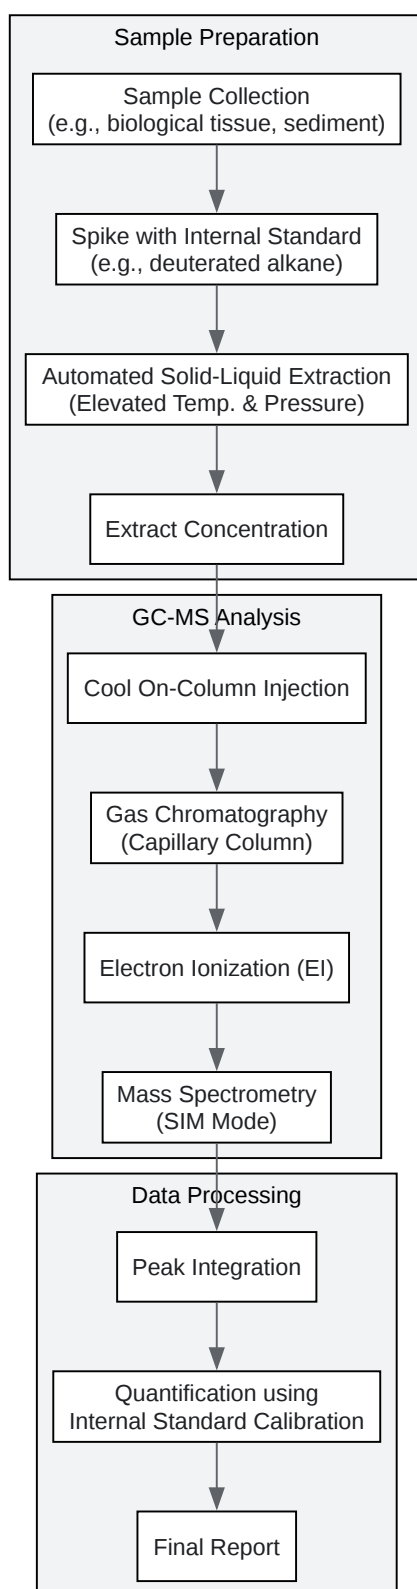 Sample Preparation
Sample Collection
(e.g., biological tissue, sediment)
Spike with Internal Standard
(e.g., deuterated alkane)
Automated Solid-Liquid Extraction
(Elevated Temp. & Pressure)
Extract Concentration
GC-MS Analysis
Cool On-Column Injection
Gas Chromatography
(Capillary Column)
Electron Ionization (EI)
Mass Spectrometry
(SIM Mode)
Data Processing
Peak Integration
Quantification using
Internal Standard Calibration
Final Report